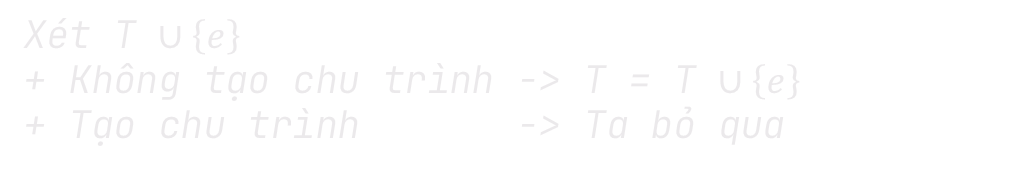 Xét T ∪ {e}
+ Không tạo chu trình -> T = T ∪ {e}
+ Tạo chu trình -> Ta bỏ qua